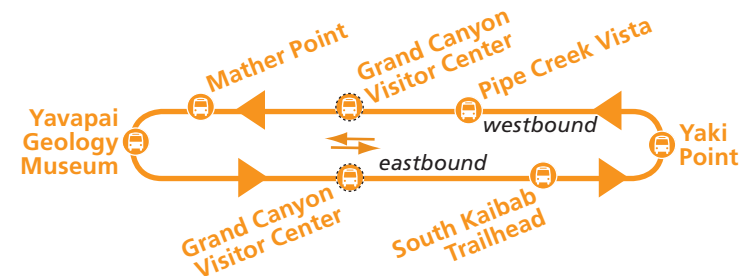 Mather Point
Grand Canyon
Visitor Center
Pipe Creek Vista
Yavapai
Geology
Museum
westbound
Yaki
Point
eastbound
Grand Canyon
Visitor Center
South Kaibab
Trailhead